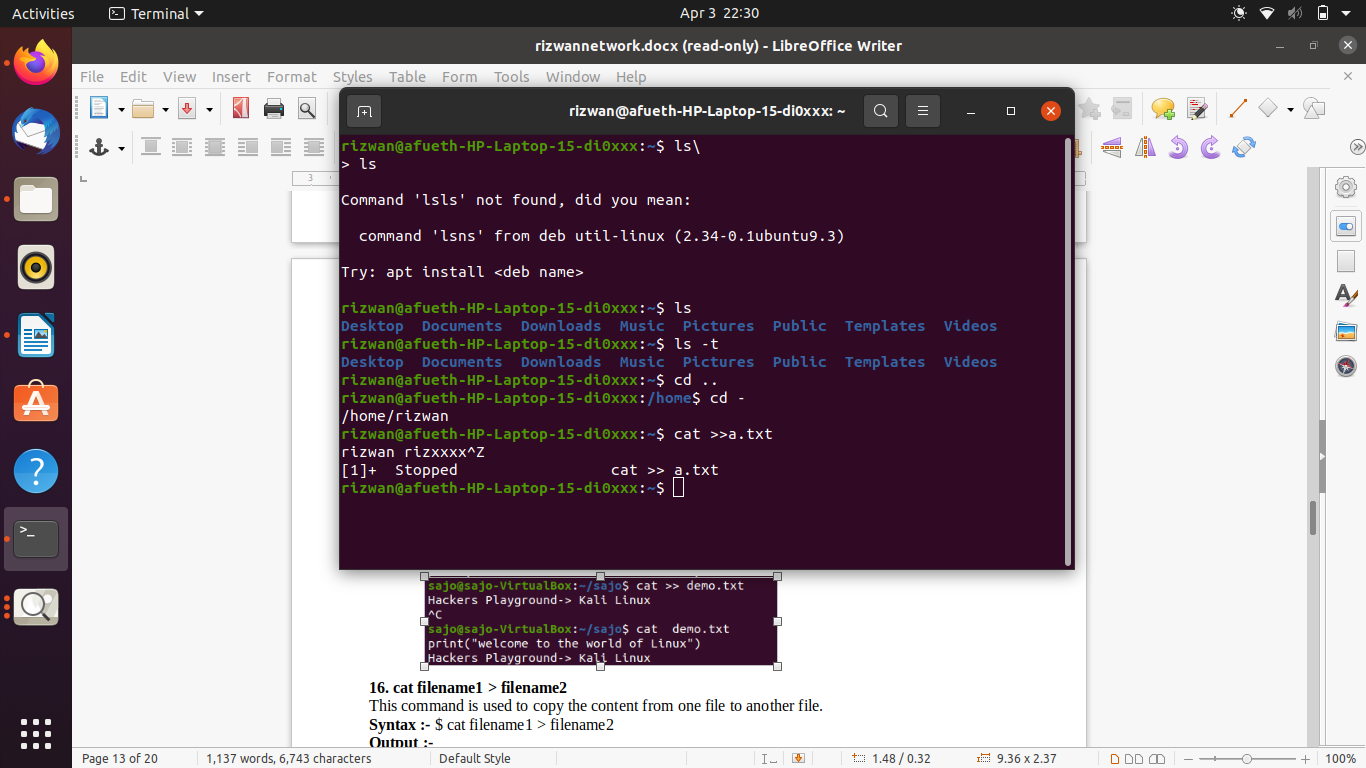 Activities Terminal Apr 3 22:30
rizwannetwork.docx (read-only) - LibreOffice Writer
File Edit View Insert Format Styles Table Form Tools Window Help
rizwan@afueth-HP-Laptop-15-di0xxx: ~
rizwan@afueth-HP-Laptop-15-di0xxx:~$ ls\
> ls
Command 'lsls' not found, did you mean:
command 'lsns' from deb util-linux (2.34-0.1ubuntu9.3)
Try: apt install <deb name>
rizwan@afueth-HP-Laptop-15-di0xxx:~$ ls
Desktop Documents Downloads Music Pictures Public Templates Videos
rizwan@afueth-HP-Laptop-15-di0xxx:~$ ls -t
Desktop Documents Downloads Music Pictures Public Templates Videos
rizwan@afueth-HP-Laptop-15-di0xxx:~$ cd ..
rizwan@afueth-HP-Laptop-15-di0xxx:/home$ cd -
/home/rizwan
rizwan@afueth-HP-Laptop-15-di0xxx:~$ cat >>a.txt
rizwan rizxxxx^Z
[1]+ Stopped cat >> a.txt
rizwan@afueth-HP-Laptop-15-di0xxx:~$
sajo@sajo-VirtualBox:~/sajo$ cat >> demo.txt
Hackers Playground-> Kali Linux
^C
sajo@sajo-VirtualBox:~/sajo$ cat demo.txt
print("welcome to the world of Linux")
Hackers Playground-> Kali Linux
16. cat filename1 > filename2
This command is used to copy the content from one file to another file.
Syntax :- $ cat filename1 > filename2
Output :-
Page 13 of 20 1,137 words, 6,743 characters Default Style 1.48 / 0.32 9.36 x 2.37 100%